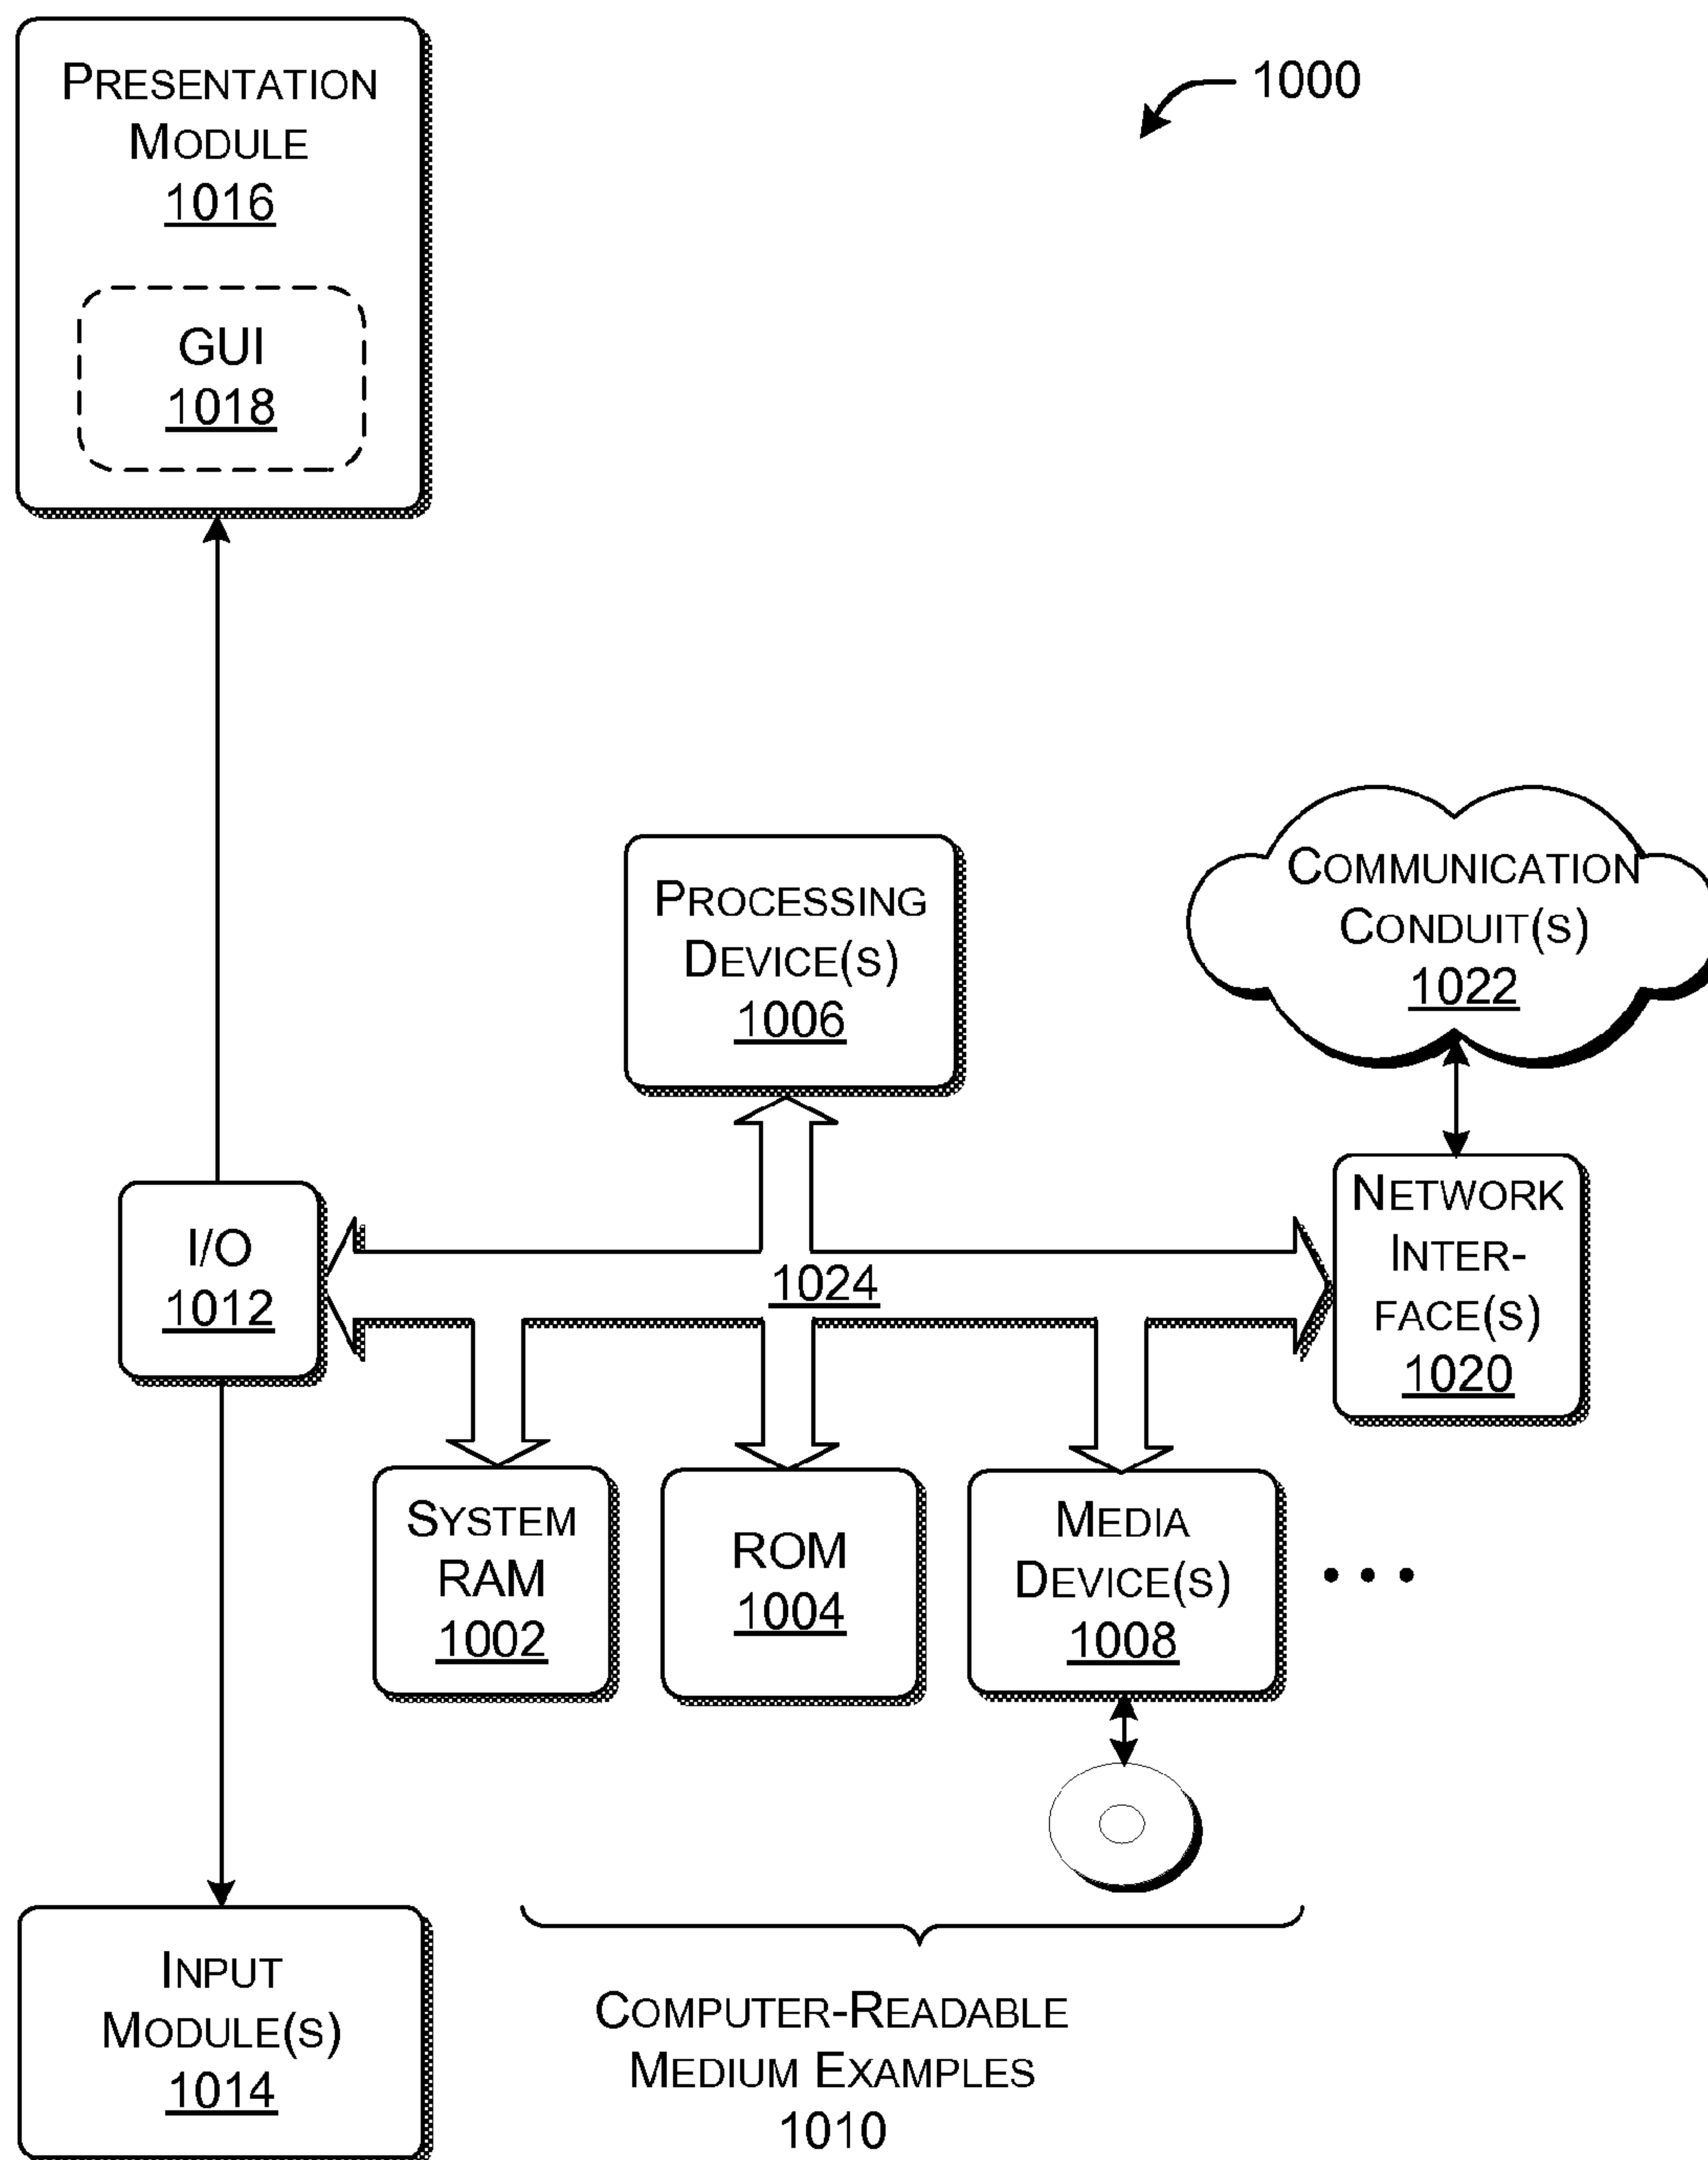 PRESENTATION
MODULE
1016
GUI
1018
1000
PROCESSING
DEVICE(S)
1006
COMMUNICATION
CONDUIT(S)
1022
I/O
1012
1024
NETWORK
INTER-
FACE(S)
1020
SYSTEM
RAM
1002
ROM
1004
MEDIA
DEVICE(S)
1008
• • •
INPUT
MODULE(S)
1014
COMPUTER-READABLE
MEDIUM EXAMPLES
1010